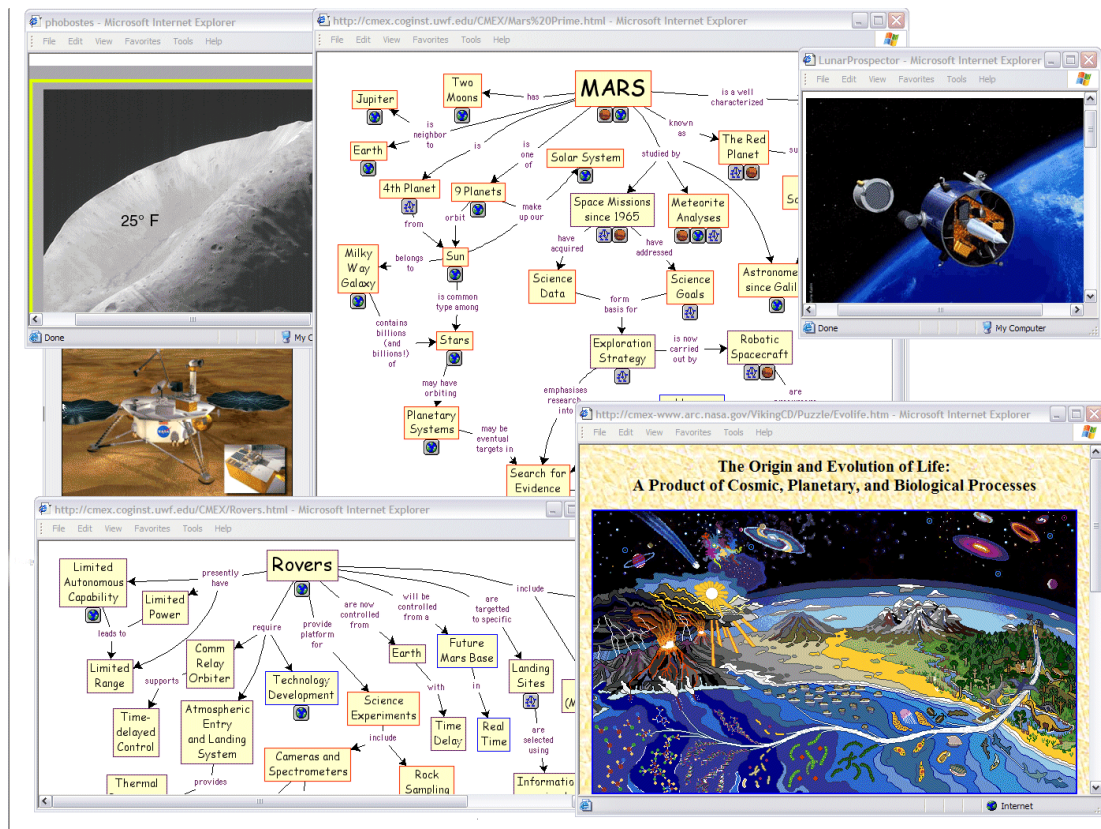 phobostes - Microsoft Internet Explorer
File Edit View Favorites Tools Help
25° F
Done
My C
http://cmex.coginst.uwf.edu/CMEX/Mars%20Prime.html - Microsoft Internet Explorer
File Edit View Favorites Tools Help
MARS
has
Two
Moons
is
neighbor
to
Jupiter
Earth
is
4th Planet
from
is
one
of
9 Planets
orbit
make
up our
Solar System
Sun
belongs
to
Milky
Way
Galaxy
contains
billions
(and
billions!)
of
is common
type among
Stars
may have
orbiting
Planetary
Systems
may be
eventual
targets in
Search for
Evidence
studied by
Space Missions
since 1965
have
acquired
Science
Data
have
addressed
Science
Goals
form
basis for
Exploration
Strategy
emphasises
research
into
is now
carried
out by
Robotic
Spacecraft
are
Meteorite
Analyses
since Galil
known
as
The Red
Planet
is a well
characterized
LunarProspector - Microsoft Internet Explorer
File Edit View Favorites Tools Help
Done
My Computer
NASA
http://cmex.coginst.uwf.edu/CMEX/Rovers.html - Microsoft Internet Explorer
File Edit View Favorites Tools Help
Rovers
presently
have
Limited
Autonomous
Capability
leads to
Limited
Power
Limited
Range
require
Comm
Relay
Orbiter
supports
Time-
delayed
Control
Atmospheric
Entry
and Landing
System
provides
Thermal
Technology
Development
provide
platform
for
Science
Experiments
include
Cameras and
Spectrometers
Rock
Sampling
are now
controlled
from
Earth
with
Time
Delay
will be
controlled
from a
Future
Mars Base
in
Real
Time
are
targetted
to specific
Landing
Sites
are
selected
using
Informatio
include
http://cmex-www.arc.nasa.gov/VikingCD/Puzzle/Evolife.htm - Microsoft Internet Explorer
File Edit View Favorites Tools Help
The Origin and Evolution of Life:
A Product of Cosmic, Planetary, and Biological Processes
Internet